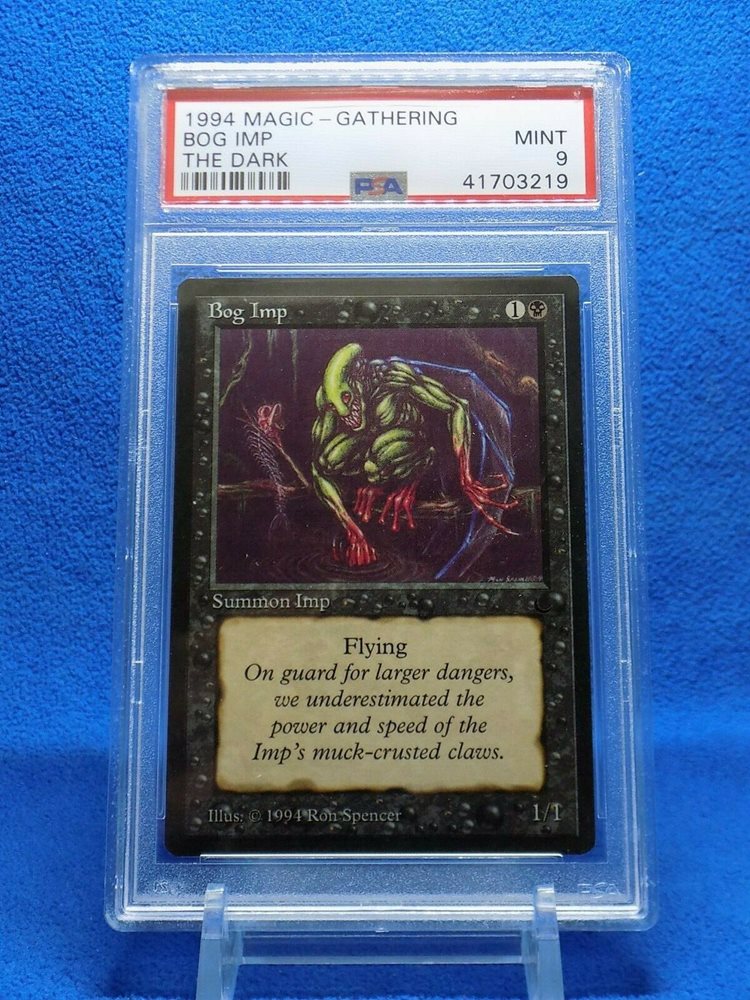 1994 MAGIC - GATHERING
BOG IMP MINT
THE DARK 9
PSA 41703219
Bog Imp 1
Summon Imp
Flying
On guard for larger dangers,
we underestimated the
power and speed of the
Imp's muck-crusted claws.
Illus. © 1994 Ron Spencer 1/1
PSA